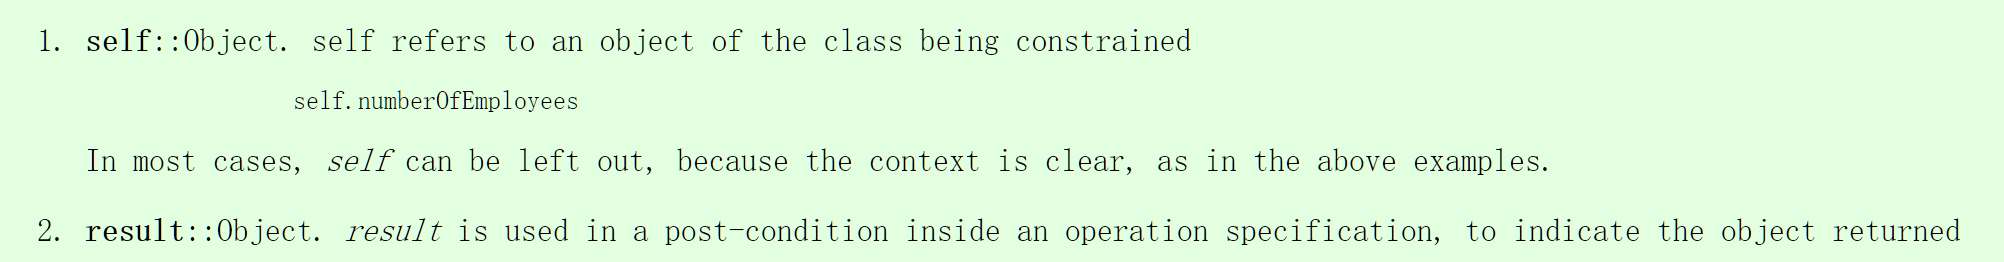 1. self::Object. self refers to an object of the class being constrained
self.numberOfEmployees
In most cases, self can be left out, because the context is clear, as in the above examples.
2. result::Object. result is used in a post-condition inside an operation specification, to indicate the object returned